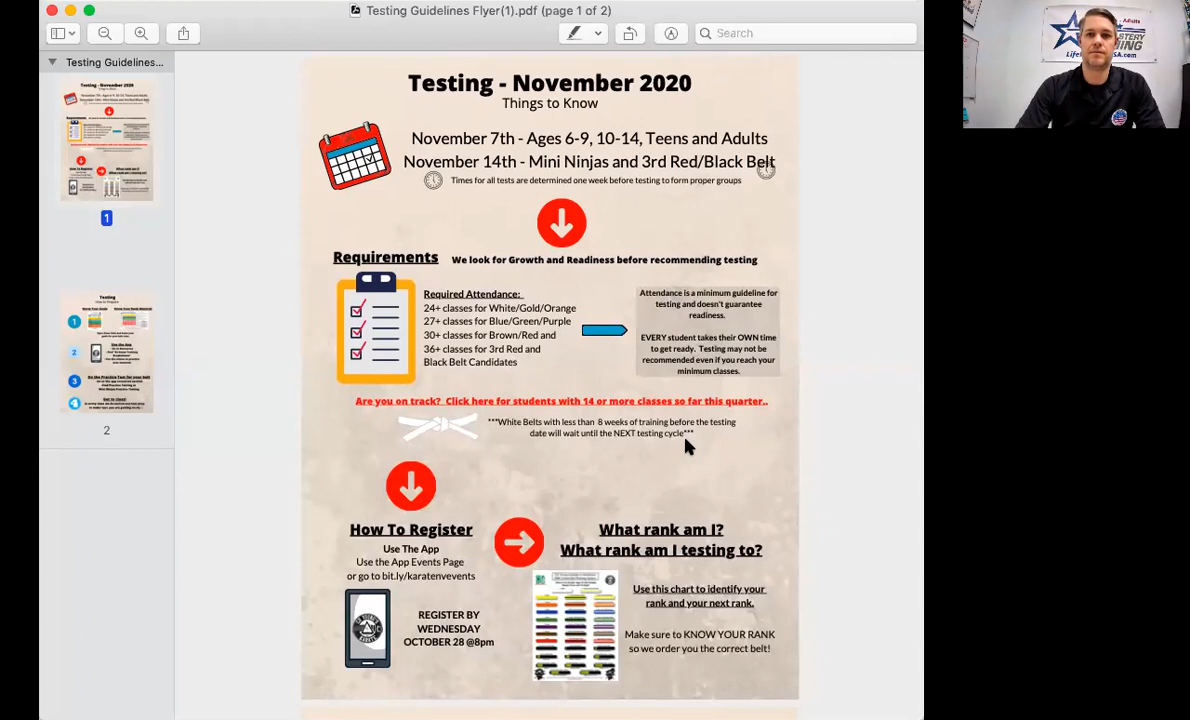 Testing Guidelines Flyer(1).pdf (page 1 of 2)
Search
Testing Guidelines...
1
2
Testing - November 2020
Things to Know
November 7th - Ages 6-9, 10-14, Teens and Adults
November 14th - Mini Ninjas and 3rd Red/Black Belt
Times for all tests are determined one week before testing to form proper groups
Requirements
We look for Growth and Readiness before recommending testing
Required Attendance:
24+ classes for White/Gold/Orange
27+ classes for Blue/Green/Purple
30+ classes for Brown/Red and
36+ classes for 3rd Red and
Black Belt Candidates
Attendance is a minimum guideline for
testing and doesn't guarantee
readiness.
EVERY student takes their OWN time
to get ready. Testing may not be
recommended even if you reach your
minimum classes.
Are you on track? Click here for students with 14 or more classes so far this quarter..
***White Belts with less than 8 weeks of training before the testing
date will wait until the NEXT testing cycle***
How To Register
Use The App
Use the App Events Page
or go to bit.ly/karatenvevents
REGISTER BY
WEDNESDAY
OCTOBER 28 @8pm
What rank am I?
What rank am I testing to?
Use this chart to identify your
rank and your next rank.
Make sure to KNOW YOUR RANK
so we order you the correct belt!